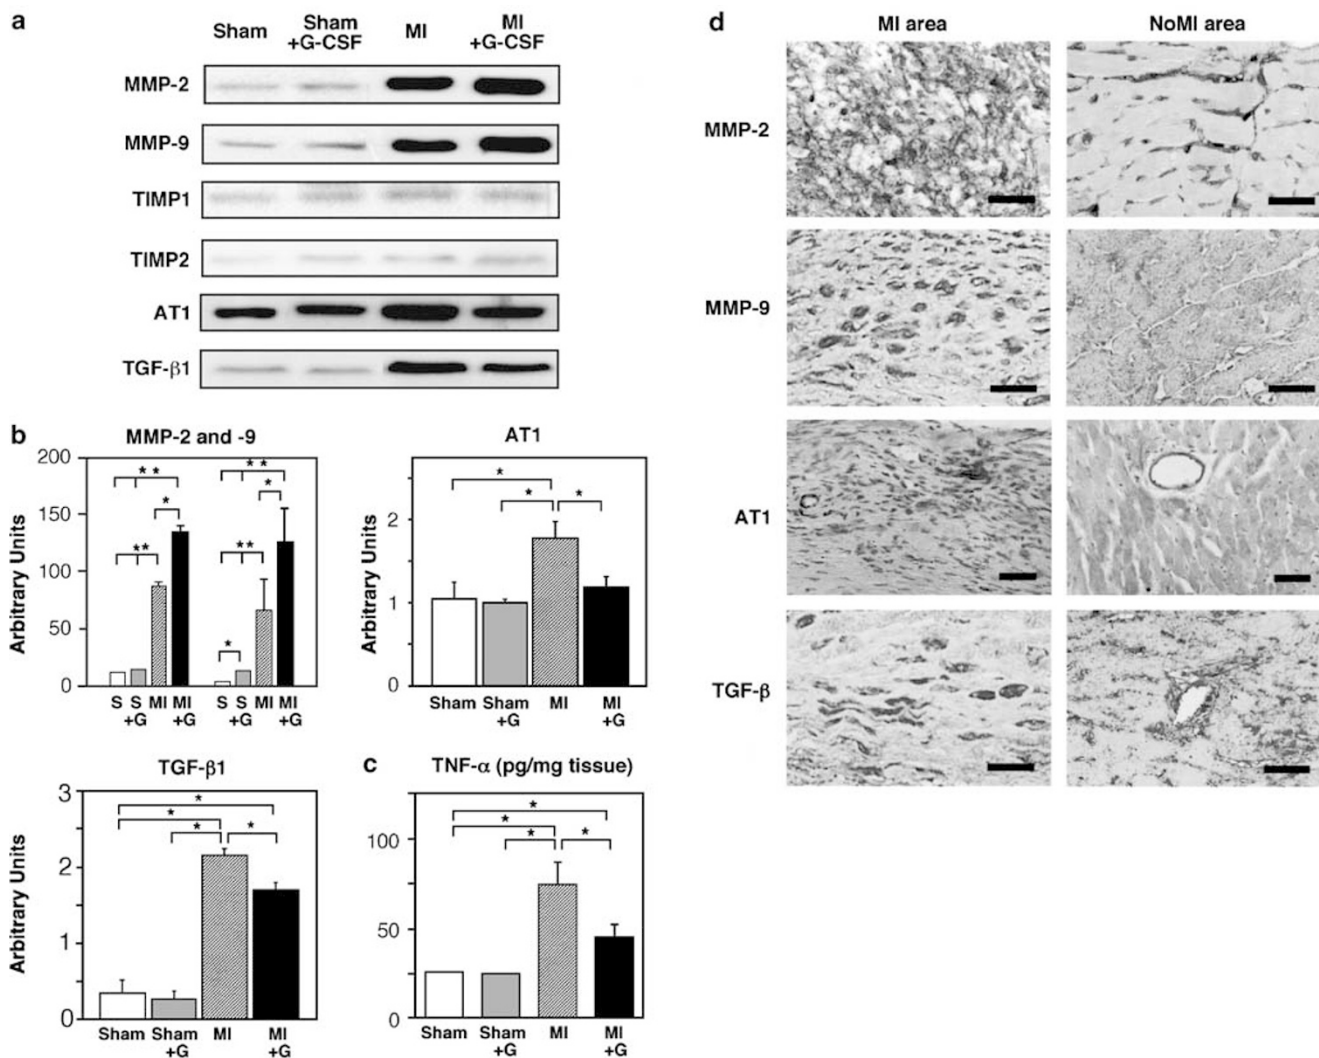 a
Sham
Sham
+G-CSF
MI
MI
+G-CSF
MMP-2
MMP-9
TIMP1
TIMP2
AT1
TGF-β1
b
MMP-2 and -9
Arbitrary Units
200
150
100
50
0
** **
* *
** **
*
S S MI MI S S MI MI
+G +G +G +G
AT1
Arbitrary Units
2
1
0
*
* *
Sham Sham MI MI
+G +G
TGF-β1
Arbitrary Units
3
2
1
0
*
*
* *
Sham Sham MI MI
+G +G
c
TNF-α (pg/mg tissue)
100
50
0
*
*
* *
Sham Sham MI MI
+G +G
d
MI area NoMI area
MMP-2
MMP-9
AT1
TGF-β